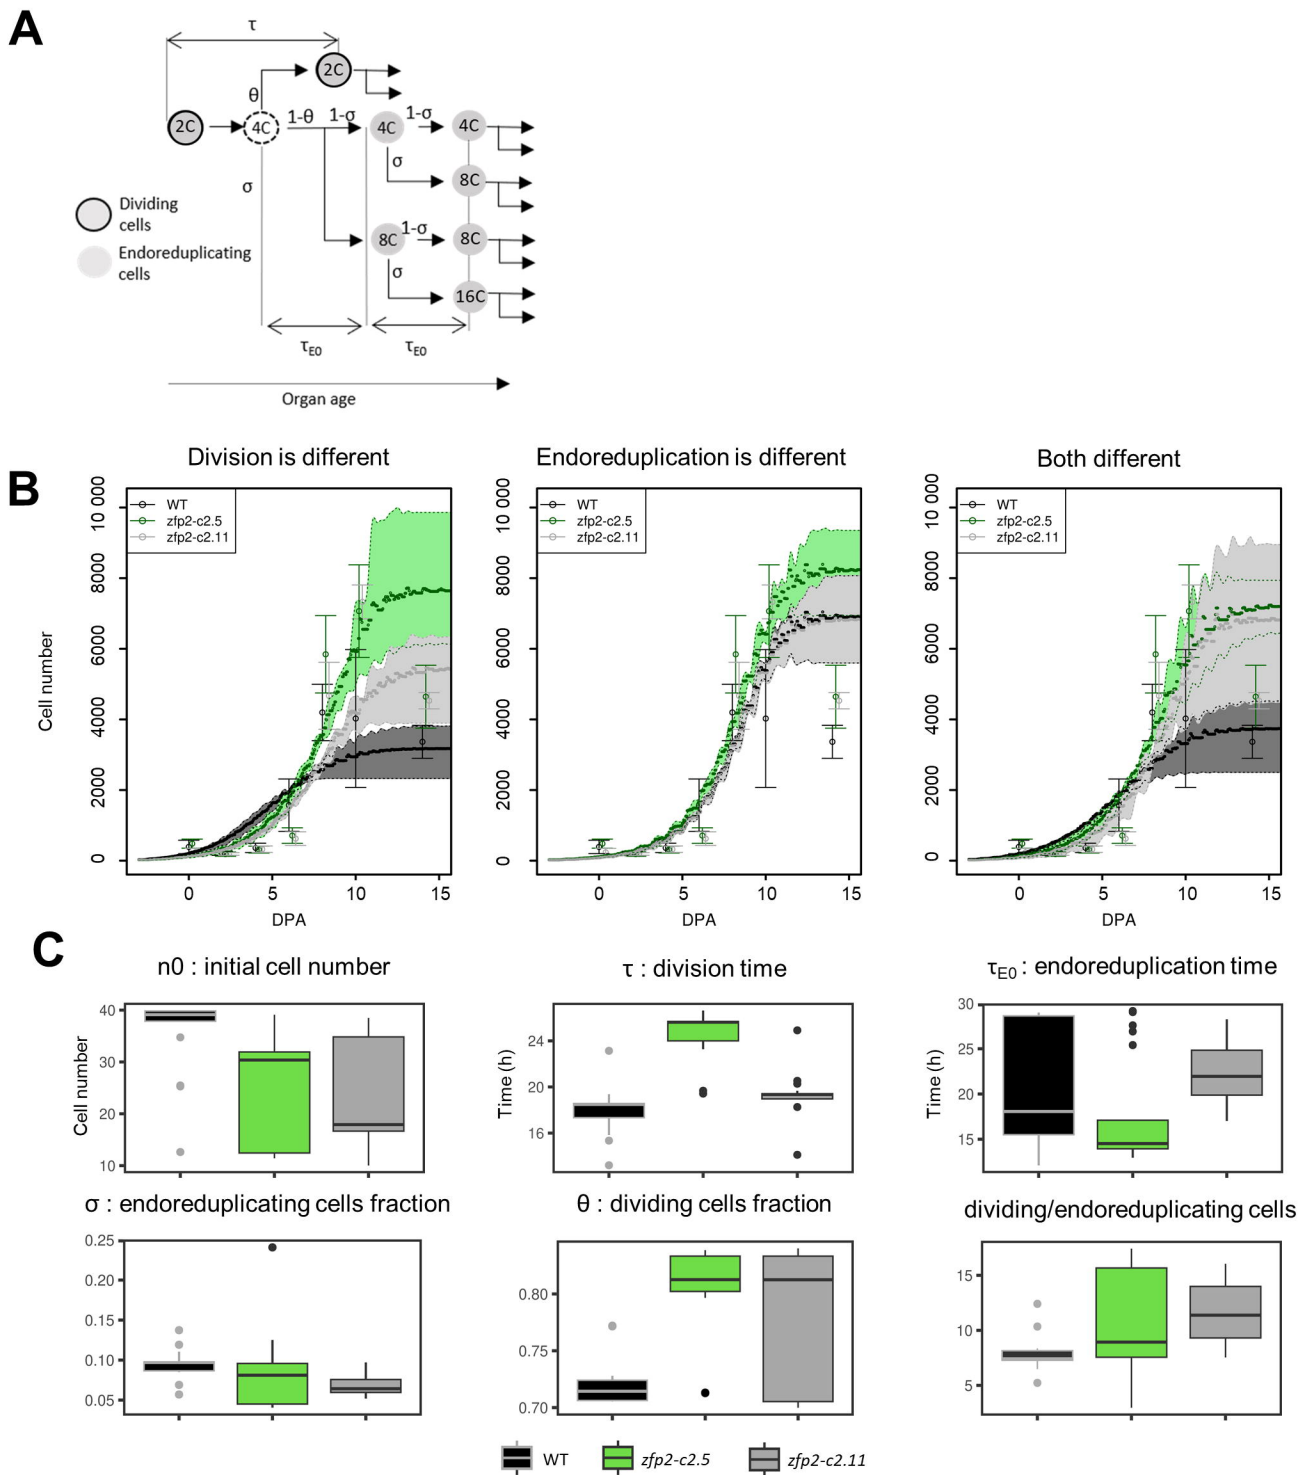 A
τ
2C
θ
2C
4C
1-θ
1-σ
4C
1-σ
4C
σ
σ
8C
Dividing
cells
8C
1-σ
8C
Endoreduplicating
cells
σ
16C
τE0
τE0
Organ age
B
Division is different
Endoreduplication is different
Both different
Cell number
10 000
8000
6000
4000
2000
0
WT
zfp2-c2.5
zfp2-c2.11
0
5
10
15
DPA
10 000
8000
6000
4000
2000
0
WT
zfp2-c2.5
zfp2-c2.11
0
5
10
15
DPA
10 000
8000
6000
4000
2000
0
WT
zfp2-c2.5
zfp2-c2.11
0
5
10
15
DPA
C
n0 : initial cell number
Cell number
40
30
20
10
τ : division time
Time (h)
24
20
16
τE0 : endoreduplication time
Time (h)
30
25
20
15
σ : endoreduplicating cells fraction
0.25
0.20
0.15
0.10
0.05
θ : dividing cells fraction
0.80
0.75
0.70
dividing/endoreduplicating cells
15
10
5
WT
zfp2-c2.5
zfp2-c2.11